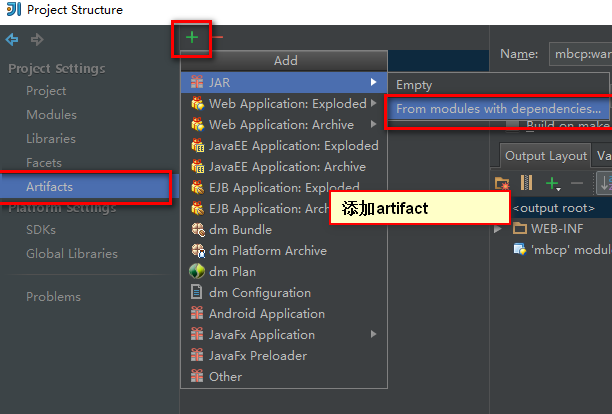 Project Structure
Project Settings
Project
Modules
Libraries
Facets
Artifacts
Platform Settings
SDKs
Global Libraries
Problems
Add
JAR
Web Application: Exploded
Web Application: Archive
JavaEE Application: Exploded
JavaEE Application: Archive
EJB Application: Exploded
EJB Application: Arc
dm Bundle
dm Platform Archive
dm Plan
dm Configuration
Android Application
JavaFx Application
JavaFx Preloader
Other
Empty
From modules with dependencies...
添加artifact
Name: mbcp:war
Build on make
Output Layout Va
<output root>
WEB-INF
'mbcp' modul